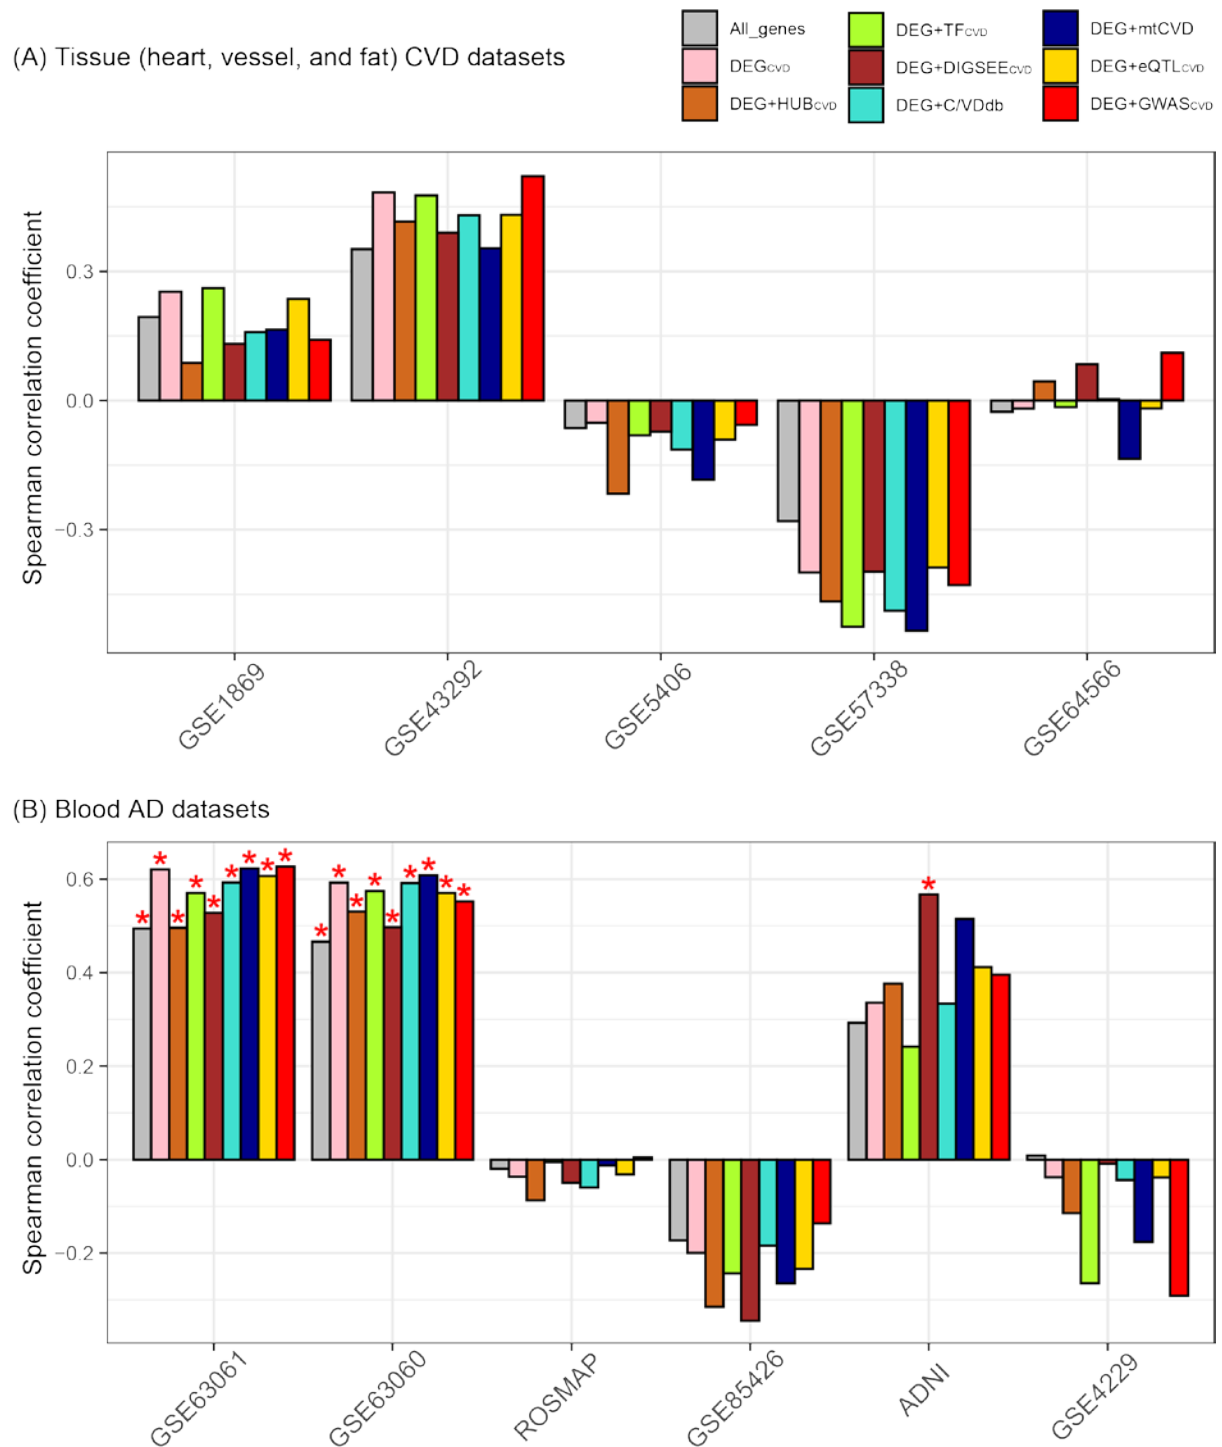 (A) Tissue (heart, vessel, and fat) CVD datasets
All_genes
DEGCVD
DEG+HUBCVD
DEG+TFCVD
DEG+DIGSEECVD
DEG+C/VDdb
DEG+mtCVD
DEG+eQTLCVD
DEG+GWASCVD
Spearman correlation coefficient
0.3
0.0
−0.3
GSE1869
GSE43292
GSE5406
GSE57338
GSE64566
(B) Blood AD datasets
Spearman correlation coefficient
0.6
0.4
0.2
0.0
−0.2
* * * * * * * * *
* * * * * * * * *
*
GSE63061
GSE63060
ROSMAP
GSE85426
ADNI
GSE4229